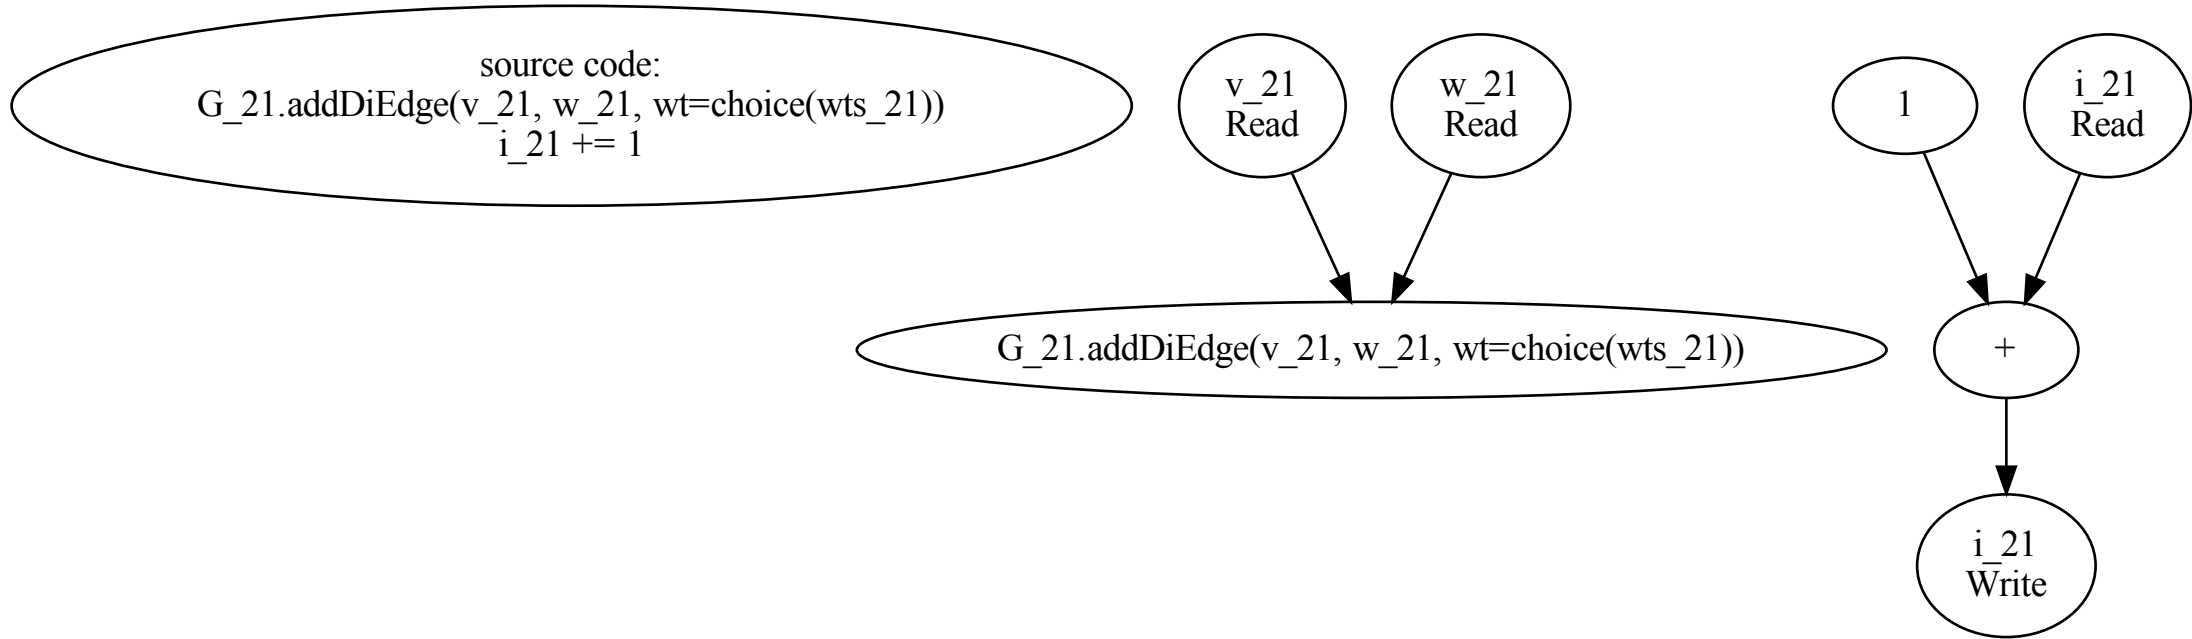 source code:
G_21.addDiEdge(v_21, w_21, wt=choice(wts_21))
i_21 += 1
v_21
Read
w_21
Read
1
i_21
Read
G_21.addDiEdge(v_21, w_21, wt=choice(wts_21))
+
i_21
Write